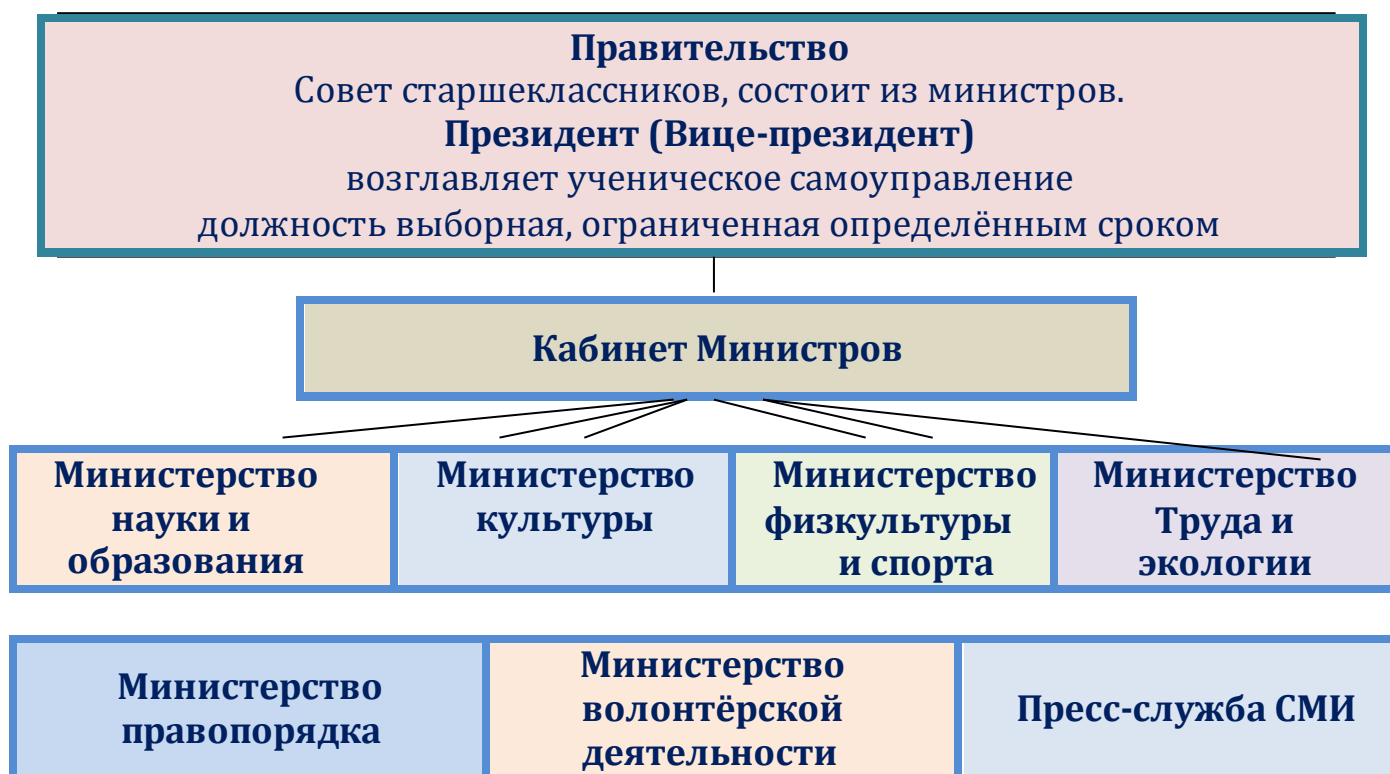 Правительство
Совет старшеклассников, состоит из министров.
Президент (Вице-президент)
возглавляет ученическое самоуправление
должность выборная, ограниченная определённым сроком
Кабинет Министров
Министерство
науки и
образования
Министерство
культуры
Министерство
физкультуры
и спорта
Министерство
Труда и
экологии
Министерство
правопорядка
Министерство
волонтёрской
деятельности
Пресс-служба СМИ